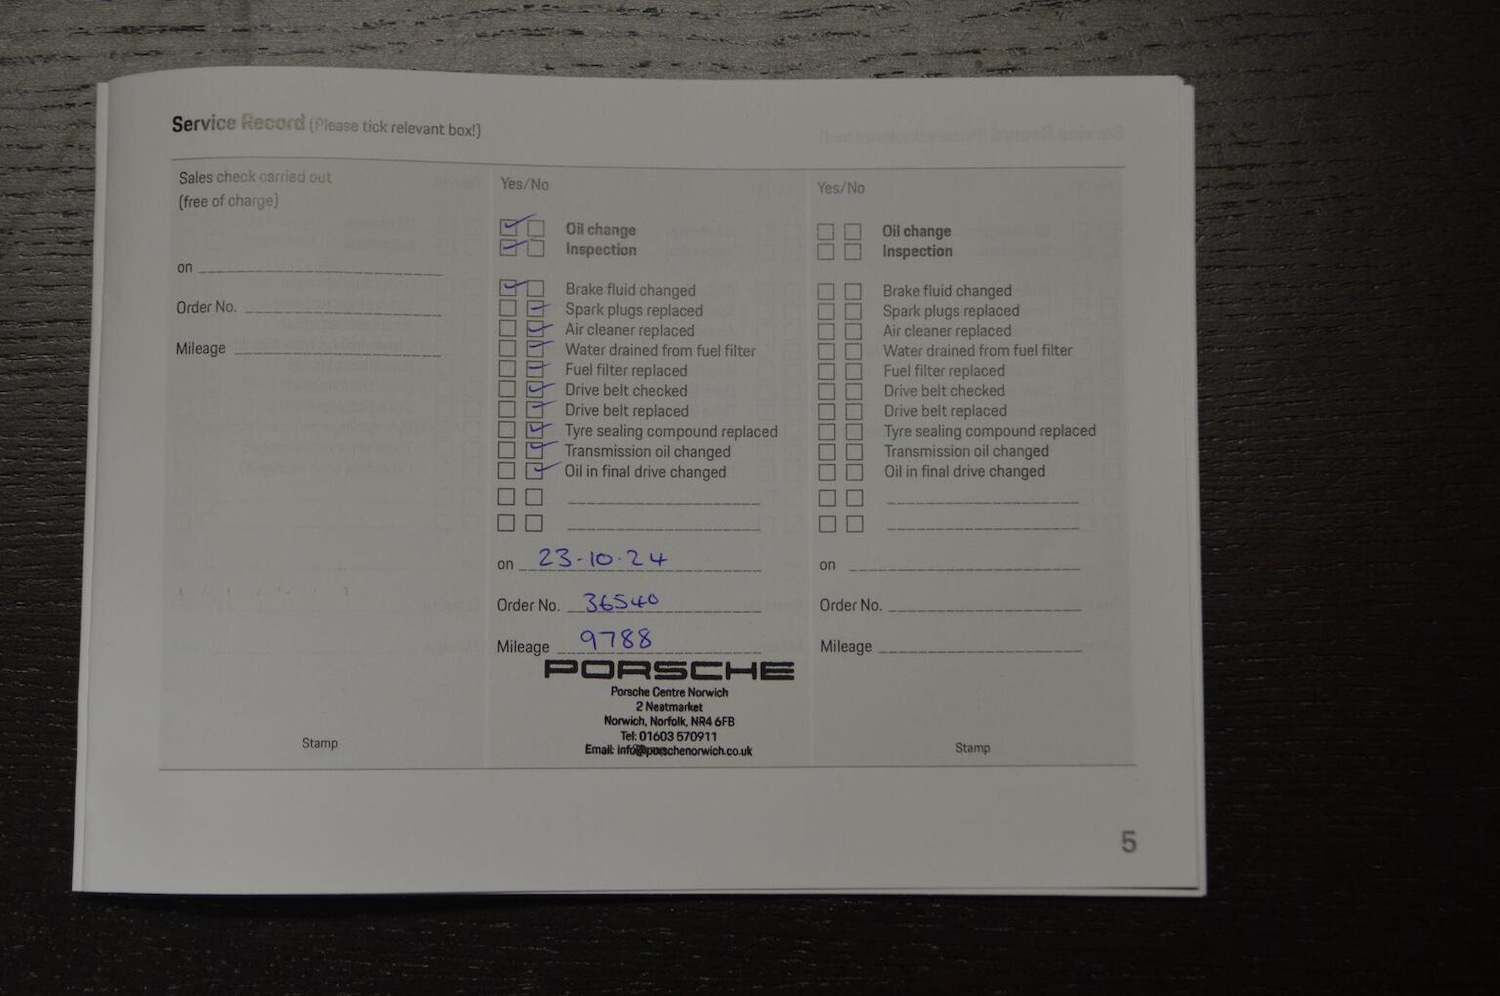 Service Record (Please tick relevant box!)
Sales check carried out
(free of charge)
on
Order No.
Mileage
Stamp
Yes/No
Oil change
Inspection
Brake fluid changed
Spark plugs replaced
Air cleaner replaced
Water drained from fuel filter
Fuel filter replaced
Drive belt checked
Drive belt replaced
Tyre sealing compound replaced
Transmission oil changed
Oil in final drive changed
on 23-10-24
Order No. 36540
Mileage 9788
PORSCHE
Porsche Centre Norwich
2 Neatmarket
Norwich, Norfolk, NR4 6FB
Tel: 01603 570911
Email: info@porschenorwich.co.uk
Yes/No
Oil change
Inspection
Brake fluid changed
Spark plugs replaced
Air cleaner replaced
Water drained from fuel filter
Fuel filter replaced
Drive belt checked
Drive belt replaced
Tyre sealing compound replaced
Transmission oil changed
Oil in final drive changed
on
Order No.
Mileage
Stamp
5